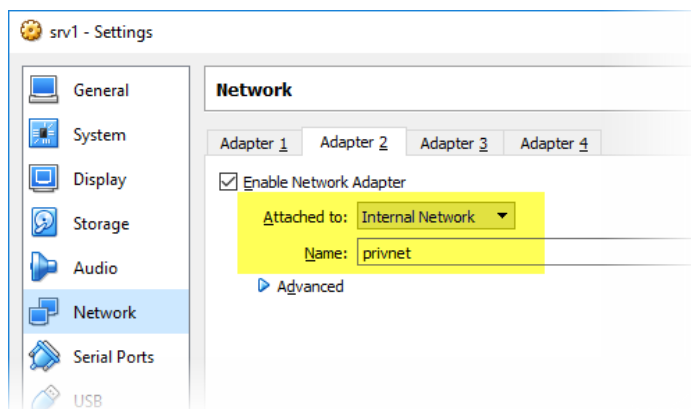 srv1 - Settings
General
System
Display
Storage
Audio
Network
Serial Ports
USB
Network
Adapter 1 Adapter 2 Adapter 3 Adapter 4
Enable Network Adapter
Attached to: Internal Network
Name: privnet
Advanced